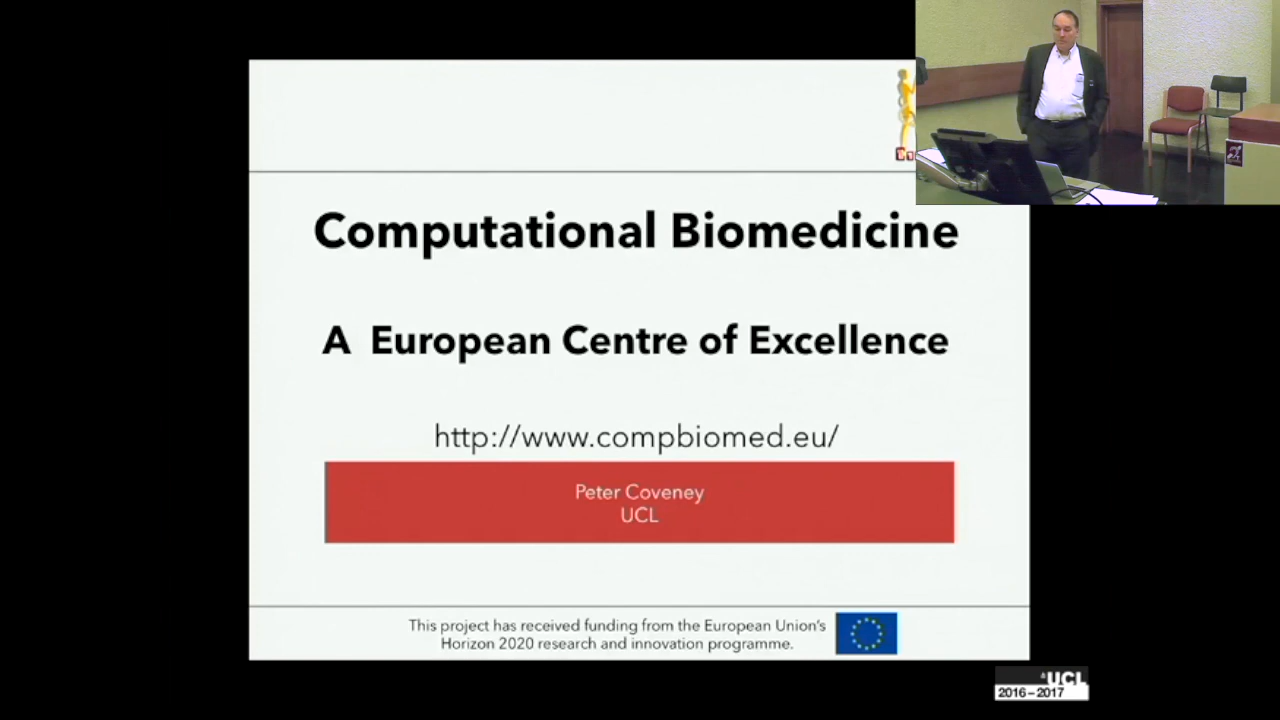 Computational Biomedicine
A European Centre of Excellence
http://www.compbiomed.eu/
Peter Coveney
UCL
This project has received funding from the European Union's
Horizon 2020 research and innovation programme.
UCL
2016–2017